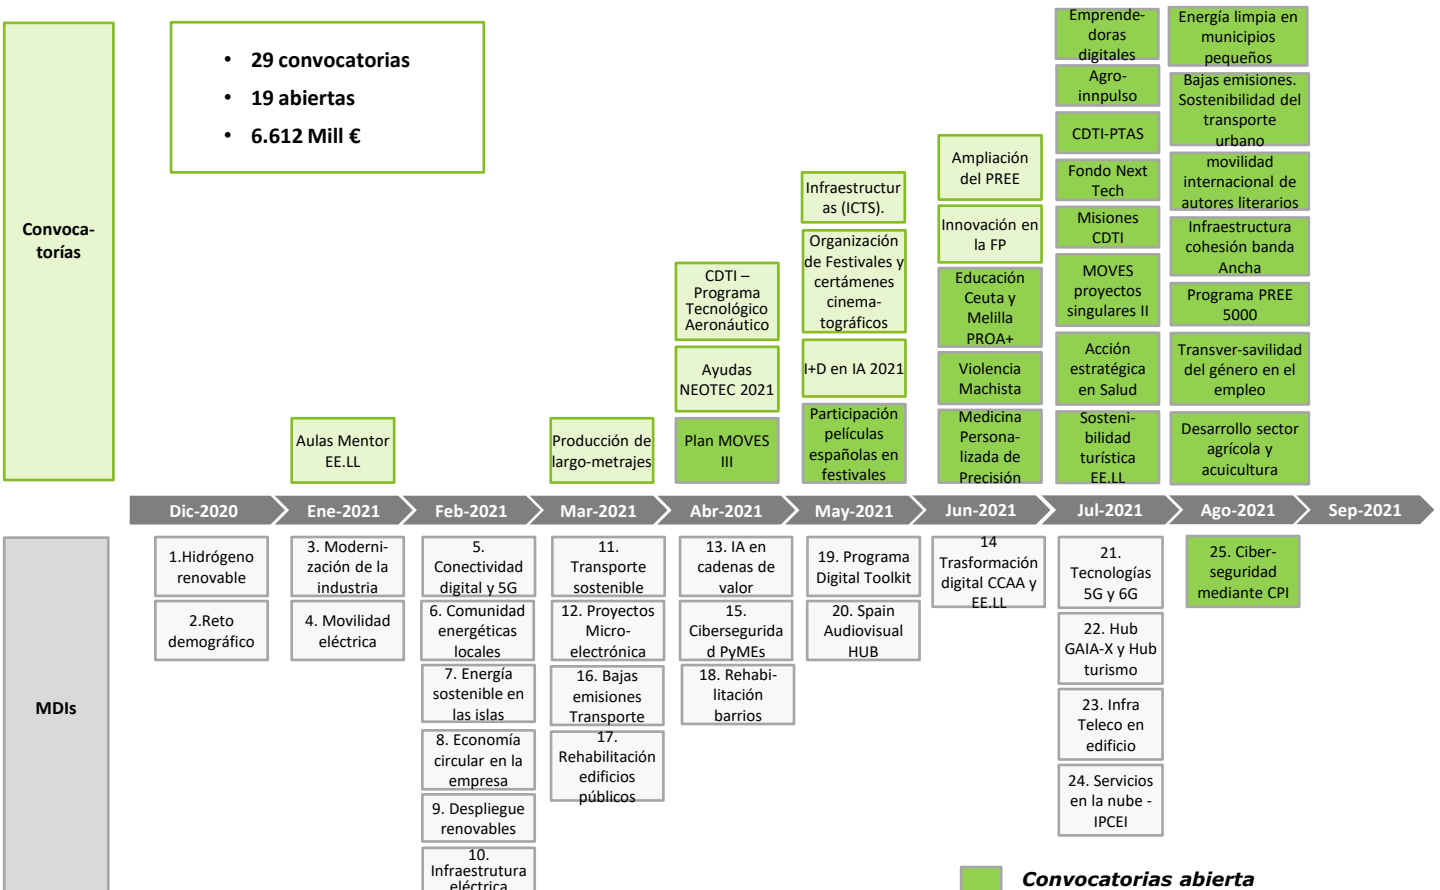 • 29 convocatorias
• 19 abiertas
• 6.612 Mill €
Convoca-
torías
Aulas Mentor
EE.LL
Producción de
largo-metrajes
CDTI –
Programa
Tecnológico
Aeronáutico
Ayudas
NEOTEC 2021
Plan MOVES
III
Infraestructur
as (ICTS).
Organización
de Festivales y
certámenes
cinema-
tográficos
I+D en IA 2021
Participación
películas
españolas en
festivales
Ampliación
del PREE
Innovación en
la FP
Educación
Ceuta y
Melilla
PROA+
Violencia
Machista
Medicina
Persona-
lizada de
Precisión
Emprende-
doras
digitales
Agro-
innpulso
CDTI-PTAS
Fondo Next
Tech
Misiones
CDTI
MOVES
proyectos
singulares II
Acción
estratégica
en Salud
Sosteni-
bilidad
turística
EE.LL
Energía limpia en
municipios
pequeños
Bajas emisiones.
Sostenibilidad del
transporte
urbano
movilidad
internacional de
autores literarios
Infraestructura
cohesión banda
Ancha
Programa PREE
5000
Transver-savilidad
del género en el
empleo
Desarrollo sector
agrícola y
acuicultura
Dic-2020
Ene-2021
Feb-2021
Mar-2021
Abr-2021
May-2021
Jun-2021
Jul-2021
Ago-2021
Sep-2021
MDIs
1.Hidrógeno
renovable
2.Reto
demográfico
3. Moderni-
zación de la
industria
4. Movilidad
eléctrica
5.
Conectividad
digital y 5G
6. Comunidad
energéticas
locales
7. Energía
sostenible en
las islas
8. Economía
circular en la
empresa
9. Despliegue
renovables
10.
Infraestrutura
eléctrica
11.
Transporte
sostenible
12. Proyectos
Micro-
electrónica
16. Bajas
emisiones
Transporte
17.
Rehabilitación
edificios
públicos
13. IA en
cadenas de
valor
15.
Cibersegurida
d PyMEs
18. Rehabi-
litación
barrios
19. Programa
Digital Toolkit
20. Spain
Audiovisual
HUB
14
Trasformación
digital CCAA y
EE.LL
21.
Tecnologías
5G y 6G
22. Hub
GAIA-X y Hub
turismo
23. Infra
Teleco en
edificio
24. Servicios
en la nube -
IPCEI
25. Ciber-
seguridad
mediante CPI
Convocatorias abierta